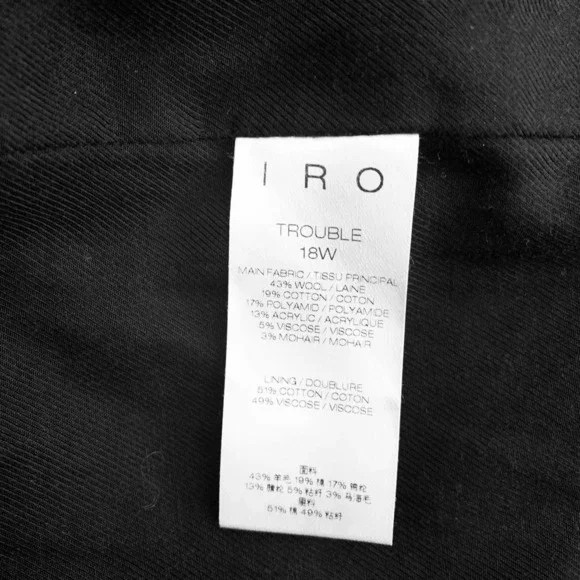 IRO
TROUBLE
18W
MAIN FABRIC / TISSU PRINCIPAL
43% WOOL / LAINE
19% COTTON / COTON
17% POLYAMID / POLYAMIDE
13% ACRYLIC / ACRYLIQUE
5% VISCOSE / VISCOSE
3% MOHAIR / MOHAIR
LINING / DOUBLURE
51% COTTON / COTON
49% VISCOSE / VISCOSE
面料
43% 羊毛 19% 棉 17% 锦纶
13% 腈纶 5% 粘纤 3% 马海毛
里料
51% 棉 49% 粘纤